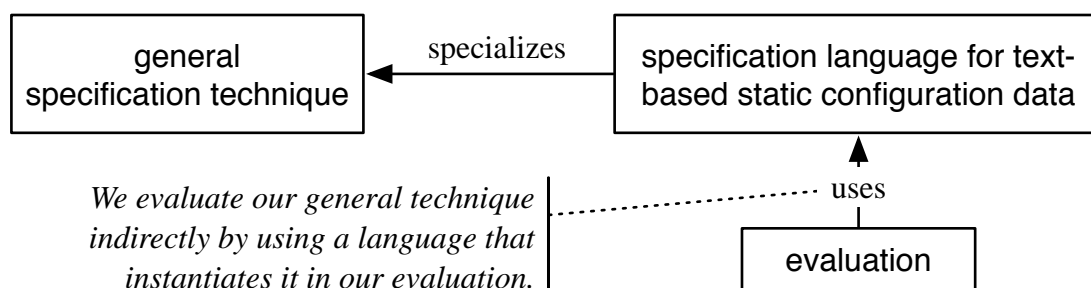 general
specification technique
specializes
specification language for text-
based static configuration data
We evaluate our general technique
indirectly by using a language that
instantiates it in our evaluation.
uses
evaluation